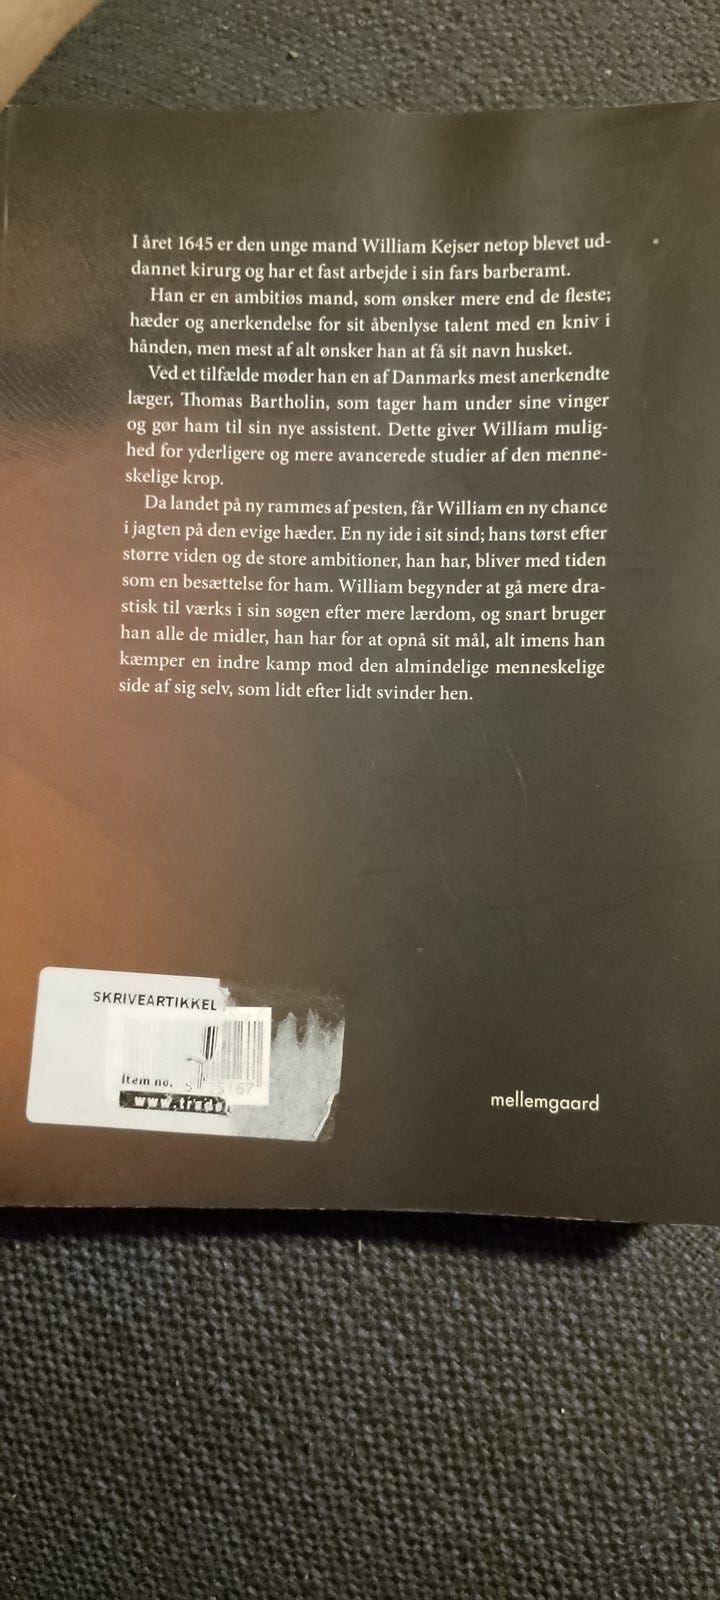 I året 1645 er den unge mand William Kejser netop blevet ud-
dannet kirurg og har et fast arbejde i sin fars barberamt.
Han er en ambitiøs mand, som ønsker mere end de fleste;
hæder og anerkendelse for sit åbenlyse talent med en kniv i
hånden, men mest af alt ønsker han at få sit navn husket.
Ved et tilfælde møder han en af Danmarks mest anerkendte
læger, Thomas Bartholin, som tager ham under sine vinger
og gør ham til sin nye assistent. Dette giver William mulig-
hed for yderligere og mere avancerede studier af den menne-
skelige krop.
Da landet på ny rammes af pesten, får William en ny chance
i jagten på den evige hæder. En ny ide i sit sind; hans tørst efter
større viden og de store ambitioner, han har, bliver med tiden
som en besættelse for ham. William begynder at gå mere dra-
stisk til værks i sin søgen efter mere lærdom, og snart bruger
han alle de midler, han har for at opnå sit mål, alt imens han
kæmper en indre kamp mod den almindelige menneskelige
side af sig selv, som lidt efter lidt svinder hen.
SKRIVEARTIKKEL
Item no.
mellemgaard